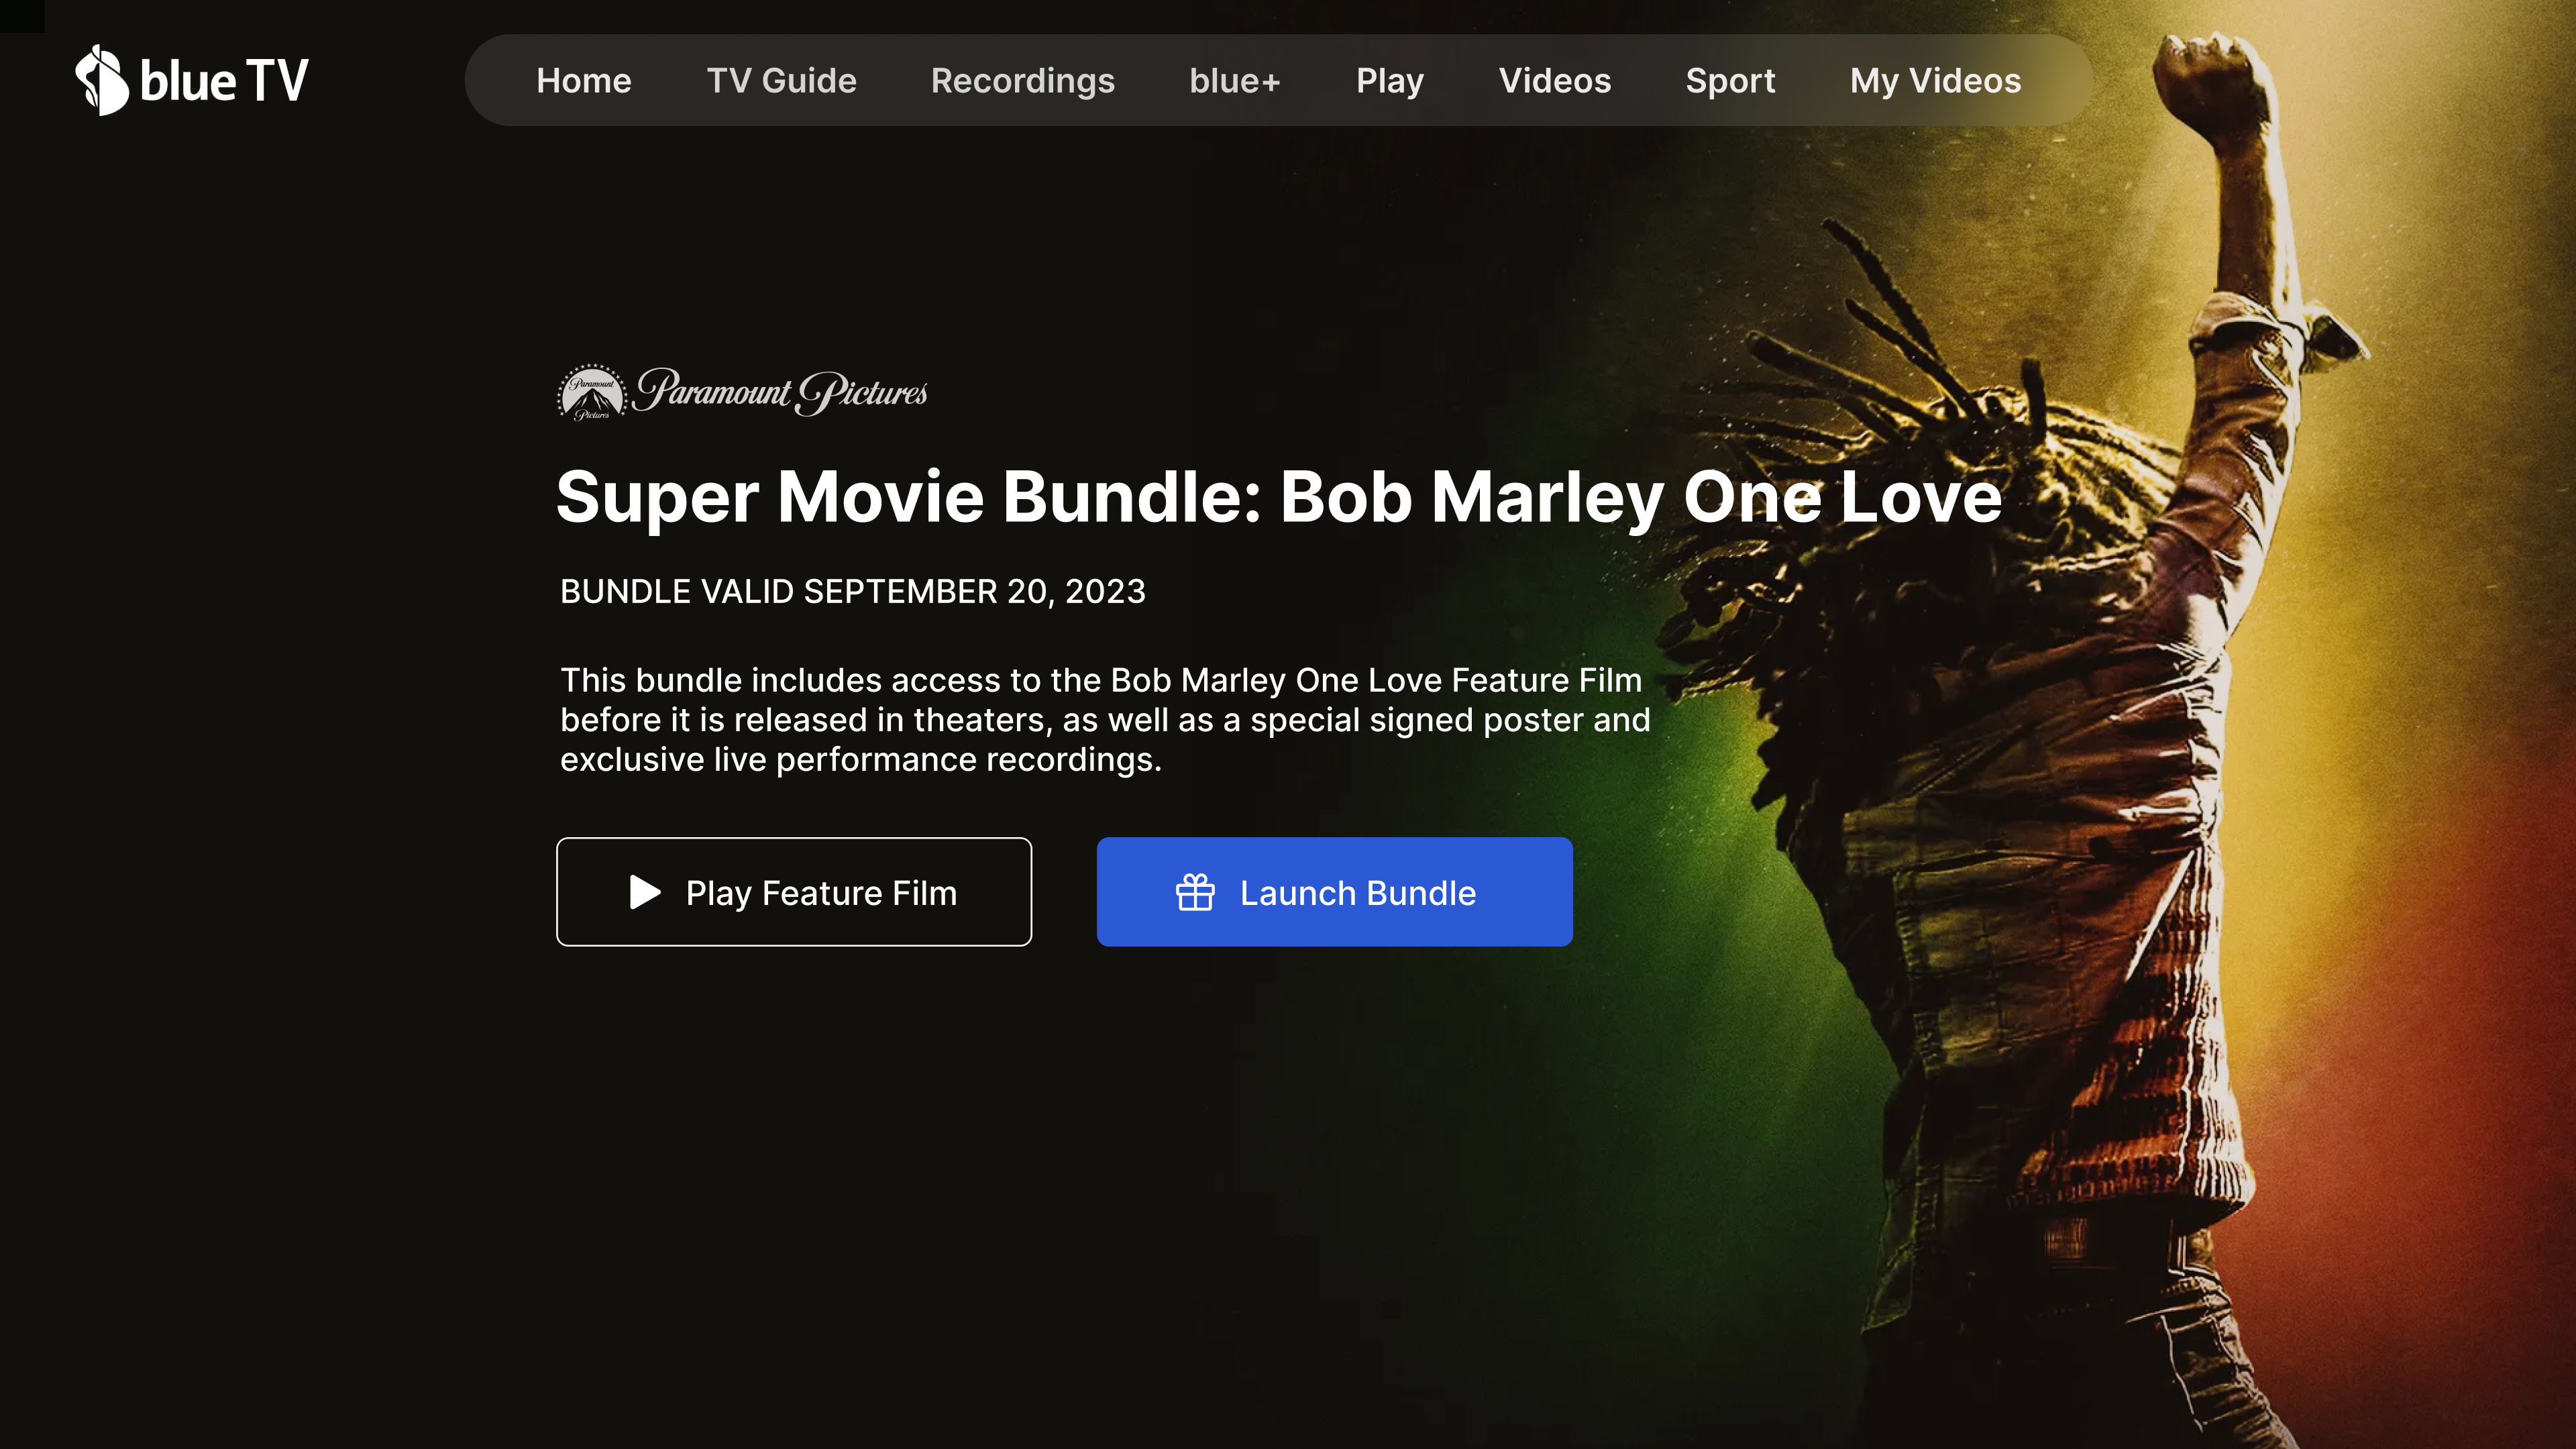 blue TV
Home TV Guide Recordings blue+ Play Videos Sport My Videos
Paramount Pictures Paramount Pictures
Super Movie Bundle: Bob Marley One Love
BUNDLE VALID SEPTEMBER 20, 2023
This bundle includes access to the Bob Marley One Love Feature Film
before it is released in theaters, as well as a special signed poster and
exclusive live performance recordings.
Play Feature Film Launch Bundle